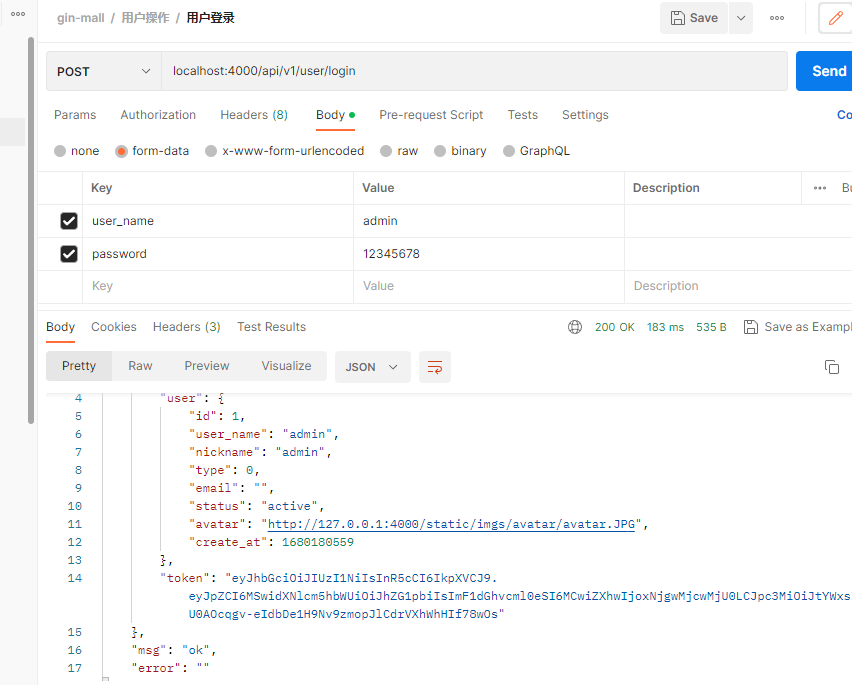 gin-mall / 用户操作 / 用户登录 Save
POST localhost:4000/api/v1/user/login Send
Params Authorization Headers (8) Body Pre-request Script Tests Settings Co
none form-data x-www-form-urlencoded raw binary GraphQL
Key Value Description Bu
user_name admin
password 12345678
Key Value Description
Body Cookies Headers (3) Test Results 200 OK 183 ms 535 B Save as Exampl
Pretty Raw Preview Visualize JSON
4 "user": {
5 "id": 1,
6 "user_name": "admin",
7 "nickname": "admin",
8 "type": 0,
9 "email": "",
10 "status": "active",
11 "avatar": "http://127.0.0.1:4000/static/imgs/avatar/avatar.JPG",
12 "create_at": 1680180559
13 },
14 "token": "eyJhbGciOiJIUzI1NiIsInR5cCI6IkpXVCJ9.
eyJpZCI6MSwidXNlcm5hbWUiOiJhZG1pbiIsImF1dGhvcml0eSI6MCwiZXhwIjoxNjgwMjcwMjU0LCJpc3MiOiJtYWxs
U0AOcqgv-eIdbDe1H9Nv9zmopJlCdrVXhWhHIf78wOs"
15 },
16 "msg": "ok",
17 "error": ""